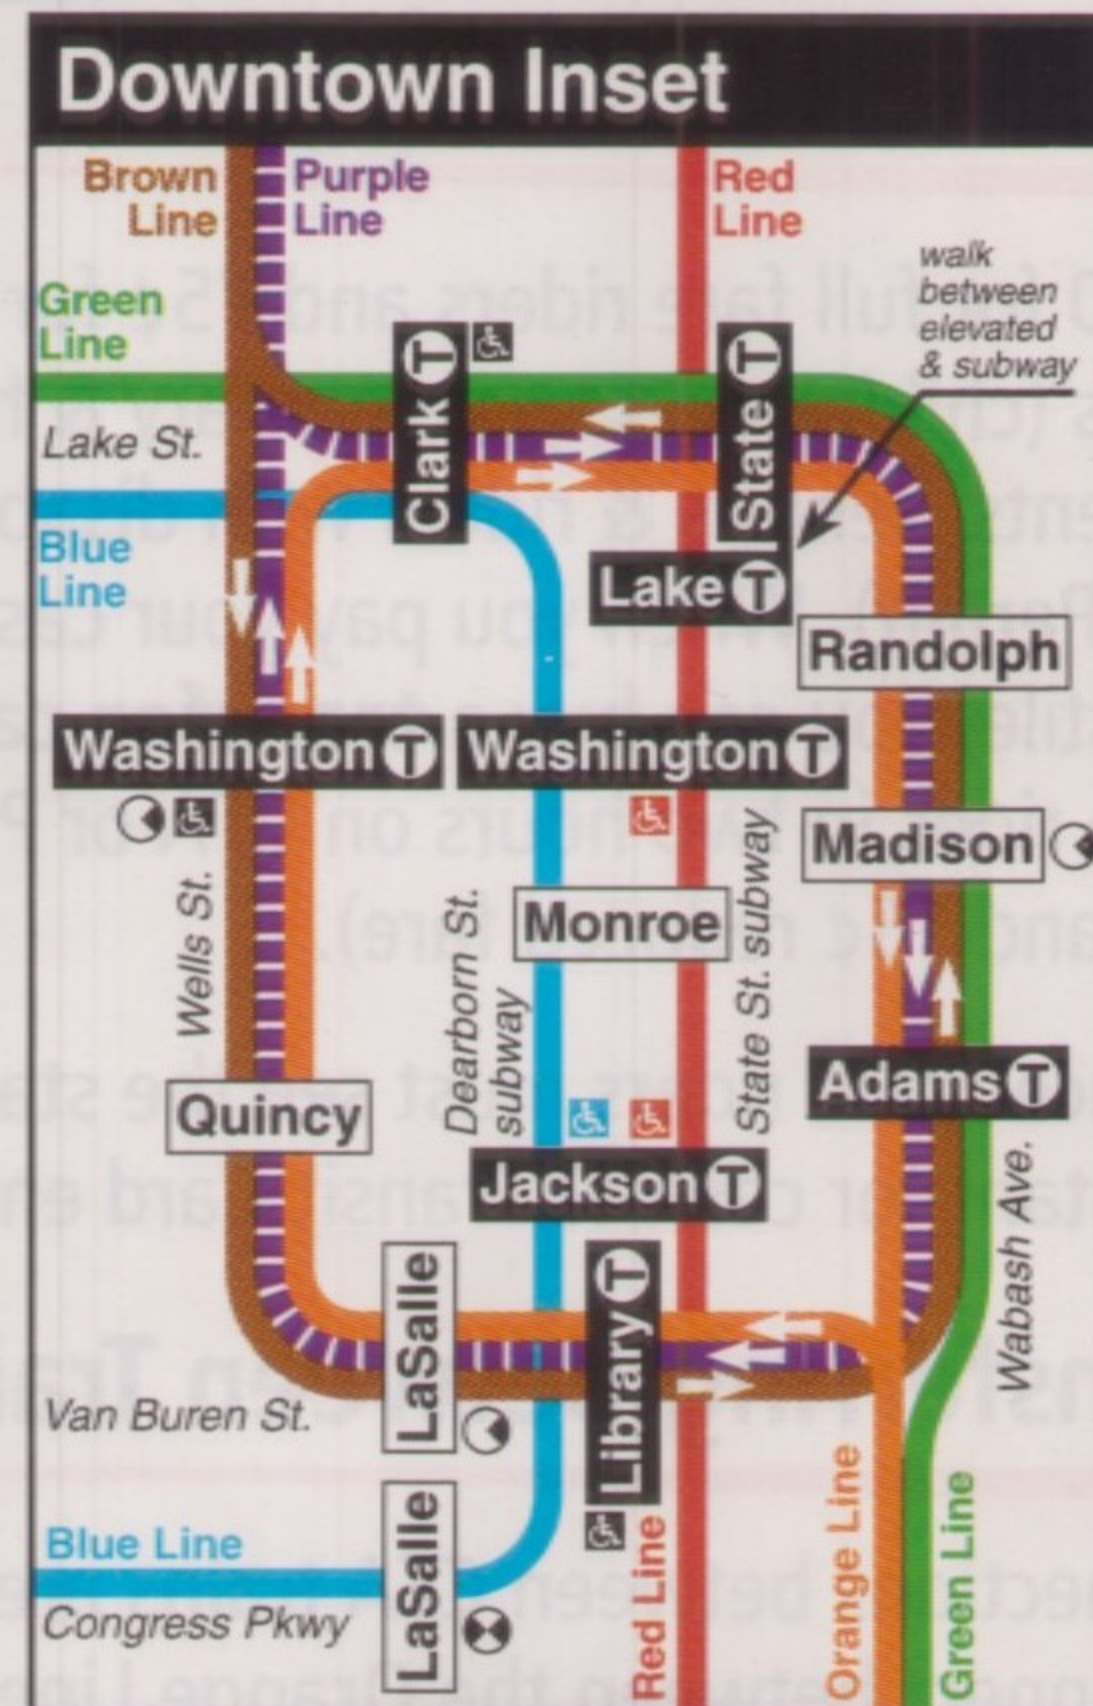 Downtown Inset
Brown
Line
Purple
Line
Red
Line
walk
between
elevated
& subway
Green
Line
Clark T
State T
Lake St.
Blue
Line
Lake T
Randolph
Washington T
Washington T
Madison
Wells St.
Dearborn St.
subway
Monroe
State St. subway
Quincy
Adams T
Jackson T
Wabash Ave.
LaSalle
Library T
Van Buren St.
Blue Line
LaSalle
Congress Pkwy
Red Line
Orange Line
Green Line